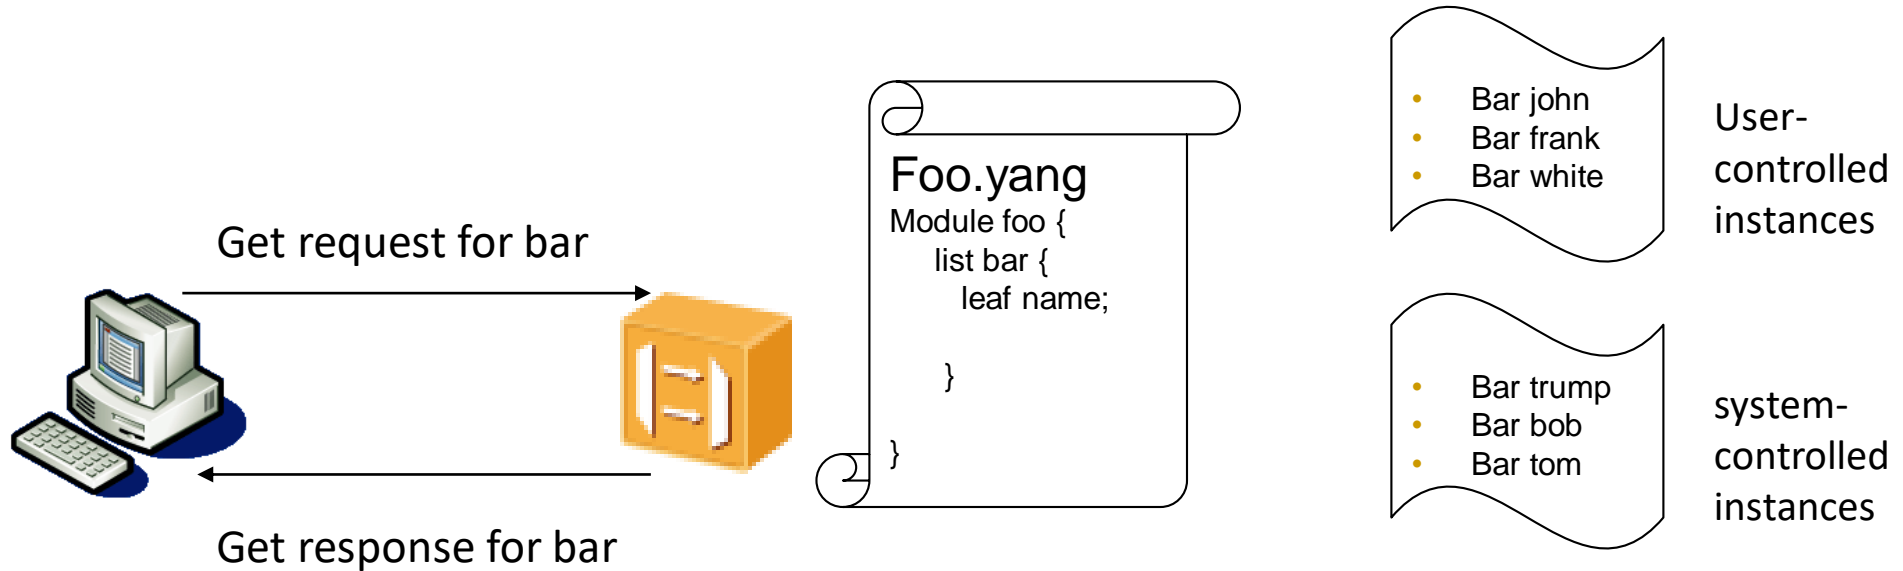 Get request for bar
Get response for bar
Foo.yang
Module foo {
list bar {
leaf name;
}
}
• Bar john
• Bar frank
• Bar white
User-
controlled
instances
• Bar trump
• Bar bob
• Bar tom
system-
controlled
instances